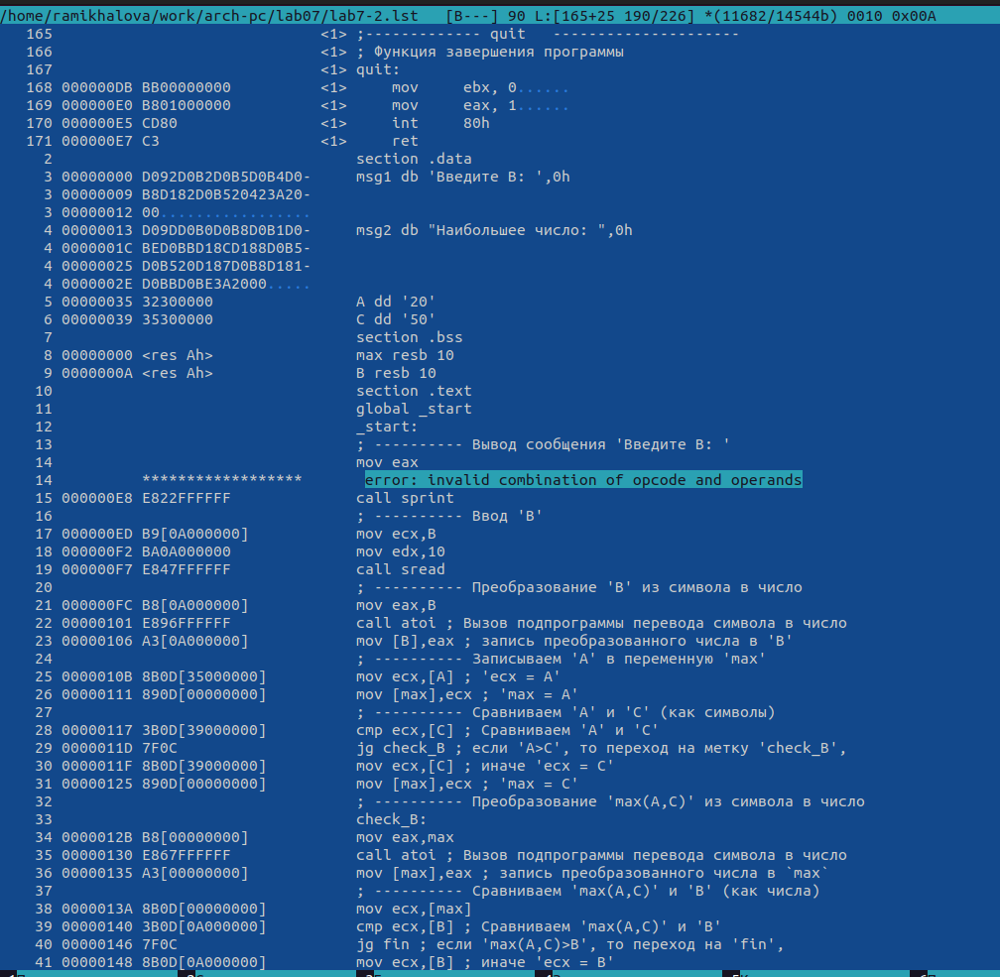 /home/ramikhalova/work/arch-pc/lab07/lab7-2.lst   [B---] 90 L:[165+25 190/226] *(11682/14544b) 0010 0x00A
165                              <1> ;------------- quit   ---------------------
166                              <1> ; Функция завершения программы
167                              <1> quit:
168 000000DB BB00000000          <1>     mov     ebx, 0......
169 000000E0 B801000000          <1>     mov     eax, 1......
170 000000E5 CD80                <1>     int     80h
171 000000E7 C3                  <1>     ret
2                                  section .data
3 00000000 D092D0B2D0B5D0B4D0-     msg1 db 'Введите B: ',0h
3 00000009 B8D182D0B520423A20-
3 00000012 00.................
4 00000013 D09DD0B0D0B8D0B1D0-     msg2 db "Наибольшее число: ",0h
4 0000001C BED0BBD18CD188D0B5-
4 00000025 D0B520D187D0B8D181-
4 0000002E D0BBD0BE3A2000.....
5 00000035 32300000                A dd '20'
6 00000039 35300000                C dd '50'
7                                  section .bss
8 00000000 <res Ah>                max resb 10
9 0000000A <res Ah>                B resb 10
10                                 section .text
11                                 global _start
12                                 _start:
13                                 ; ---------- Вывод сообщения 'Введите B: '
14                                 mov eax
14          ******************       error: invalid combination of opcode and operands
15 000000E8 E822FFFFFF             call sprint
16                                 ; ---------- Ввод 'B'
17 000000ED B9[0A000000]           mov ecx,B
18 000000F2 BA0A000000             mov edx,10
19 000000F7 E847FFFFFF             call sread
20                                 ; ---------- Преобразование 'B' из символа в число
21 000000FC B8[0A000000]           mov eax,B
22 00000101 E896FFFFFF             call atoi ; Вызов подпрограммы перевода символа в число
23 00000106 A3[0A000000]           mov [B],eax ; запись преобразованного числа в 'B'
24                                 ; ---------- Записываем 'A' в переменную 'max'
25 0000010B 8B0D[35000000]         mov ecx,[A] ; 'ecx = A'
26 00000111 890D[00000000]         mov [max],ecx ; 'max = A'
27                                 ; ---------- Сравниваем 'A' и 'C' (как символы)
28 00000117 3B0D[39000000]         cmp ecx,[C] ; Сравниваем 'A' и 'C'
29 0000011D 7F0C                   jg check_B ; если 'A>C', то переход на метку 'check_B',
30 0000011F 8B0D[39000000]         mov ecx,[C] ; иначе 'ecx = C'
31 00000125 890D[00000000]         mov [max],ecx ; 'max = C'
32                                 ; ---------- Преобразование 'max(A,C)' из символа в число
33                                 check_B:
34 0000012B B8[00000000]           mov eax,max
35 00000130 E867FFFFFF             call atoi ; Вызов подпрограммы перевода символа в число
36 00000135 A3[00000000]           mov [max],eax ; запись преобразованного числа в `max`
37                                 ; ---------- Сравниваем 'max(A,C)' и 'B' (как числа)
38 0000013A 8B0D[00000000]         mov ecx,[max]
39 00000140 3B0D[0A000000]         cmp ecx,[B] ; Сравниваем 'max(A,C)' и 'B'
40 00000146 7F0C                   jg fin ; если 'max(A,C)>B', то переход на 'fin',
41 00000148 8B0D[0A000000]         mov ecx,[B] ; иначе 'ecx = B'